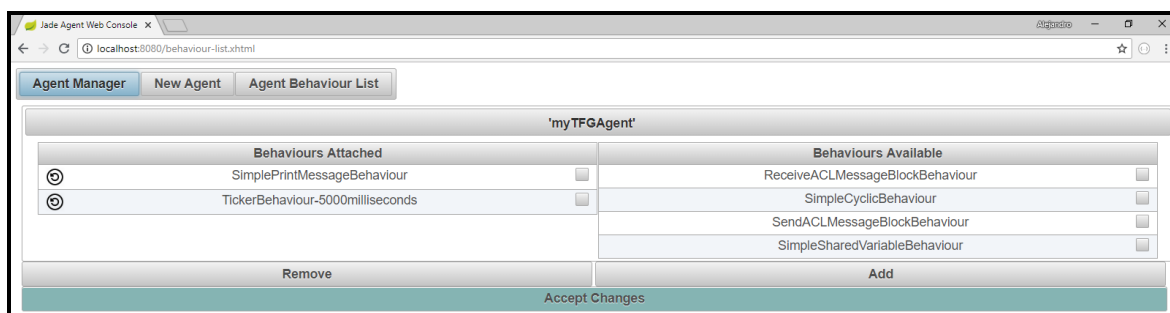 Jade Agent Web Console
Alejandro
localhost:8080/behaviour-list.xhtml
Agent Manager New Agent Agent Behaviour List
'myTFGAgent'
Behaviours Attached Behaviours Available
SimplePrintMessageBehaviour ReceiveACLMessageBlockBehaviour
TickerBehaviour-5000milliseconds SimpleCyclicBehaviour
SendACLMessageBlockBehaviour
SimpleSharedVariableBehaviour
Remove Add
Accept Changes